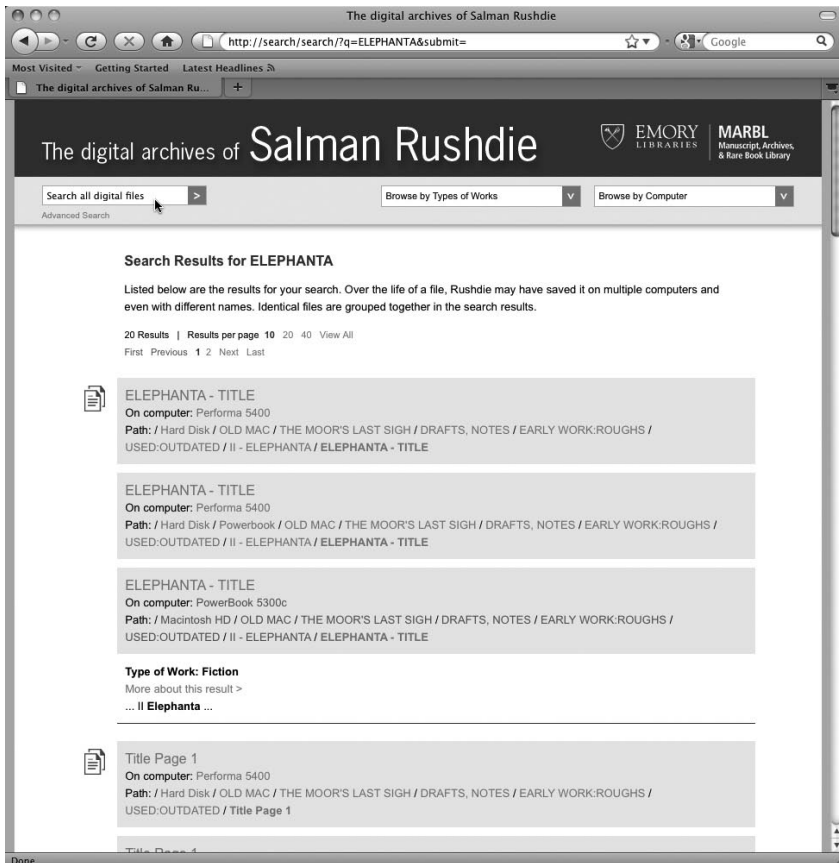 The digital archives of Salman Rushdie
http://search/search/?q=ELEPHANTA&submit=
Google
Most Visited Getting Started Latest Headlines
The digital archives of Salman Ru... +
The digital archives of Salman Rushdie
EMORY
LIBRARIES
MARBL
Manuscript, Archives,
& Rare Book Library
Search all digital files >
Browse by Types of Works v
Browse by Computer v
Advanced Search
Search Results for ELEPHANTA
Listed below are the results for your search. Over the life of a file, Rushdie may have saved it on multiple computers and
even with different names. Identical files are grouped together in the search results.
20 Results | Results per page 10 20 40 View All
First Previous 1 2 Next Last
ELEPHANTA - TITLE
On computer: Performa 5400
Path: / Hard Disk / OLD MAC / THE MOOR'S LAST SIGH / DRAFTS, NOTES / EARLY WORK:ROUGHS /
USED:OUTDATED / II - ELEPHANTA / ELEPHANTA - TITLE
ELEPHANTA - TITLE
On computer: Performa 5400
Path: / Hard Disk / Powerbook / OLD MAC / THE MOOR'S LAST SIGH / DRAFTS, NOTES / EARLY WORK:ROUGHS /
USED:OUTDATED / II - ELEPHANTA / ELEPHANTA - TITLE
ELEPHANTA - TITLE
On computer: PowerBook 5300c
Path: / Macintosh HD / OLD MAC / THE MOOR'S LAST SIGH / DRAFTS, NOTES / EARLY WORK:ROUGHS /
USED:OUTDATED / II - ELEPHANTA / ELEPHANTA - TITLE
Type of Work: Fiction
More about this result >
... II Elephanta ...
Title Page 1
On computer: Performa 5400
Path: / Hard Disk / OLD MAC / THE MOOR'S LAST SIGH / DRAFTS, NOTES / EARLY WORK:ROUGHS /
USED:OUTDATED / Title Page 1
Title Page 1
Done